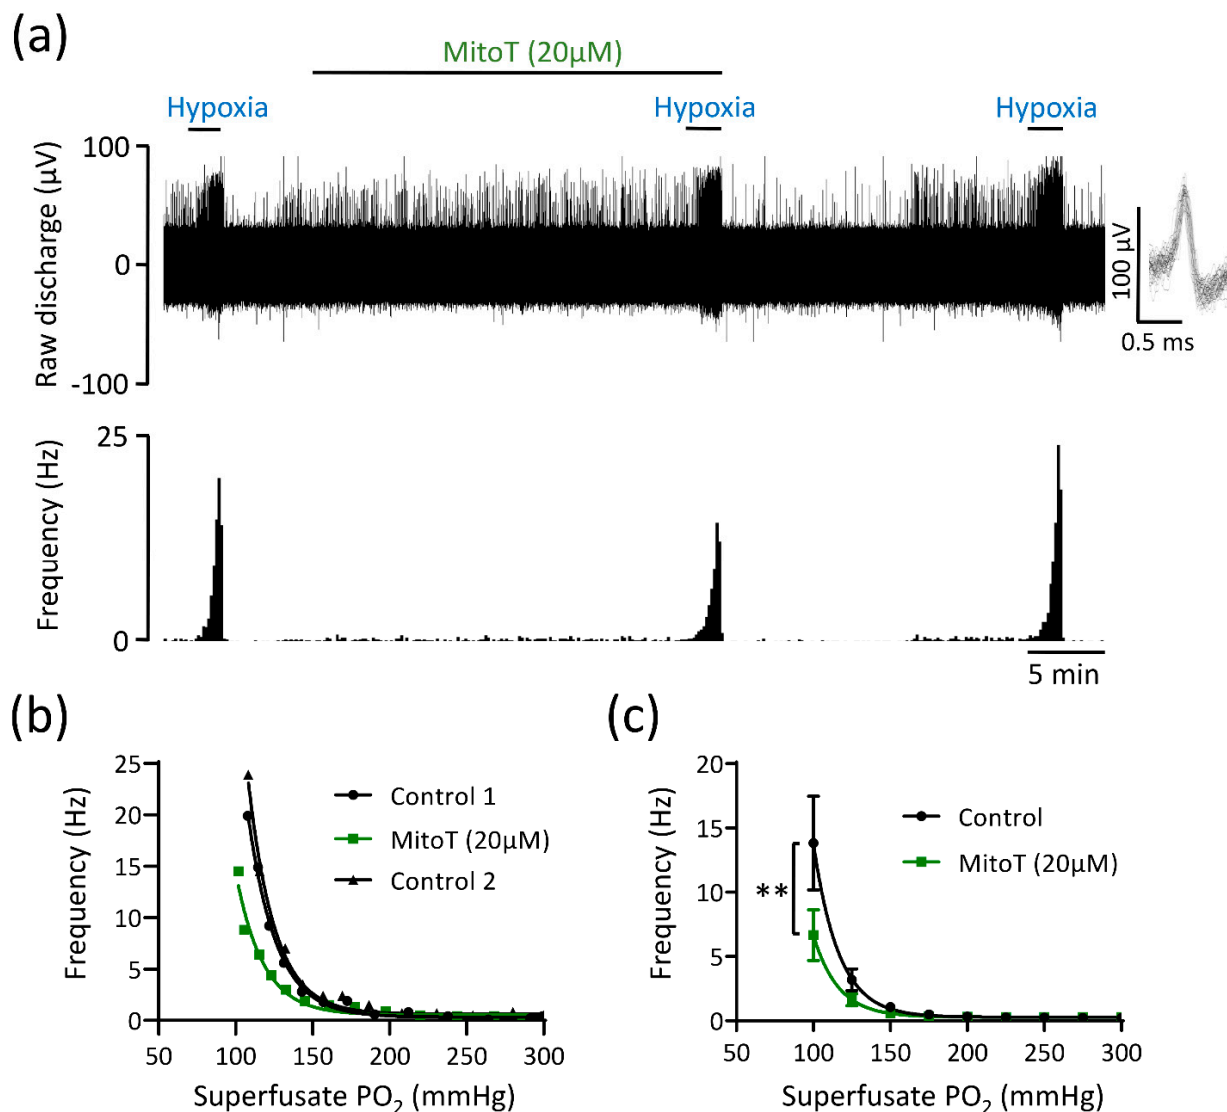 (a)
MitoT (20µM)
Hypoxia Hypoxia Hypoxia
Raw discharge (µV)
100
0
-100
100 µV
0.5 ms
Frequency (Hz)
25
0
5 min
(b)
Frequency (Hz)
25
20
15
10
5
0
Control 1
MitoT (20µM)
Control 2
50 100 150 200 250 300
Superfusate PO2 (mmHg)
(c)
Frequency (Hz)
20
15
10
5
0
**
Control
MitoT (20µM)
50 100 150 200 250 300
Superfusate PO2 (mmHg)